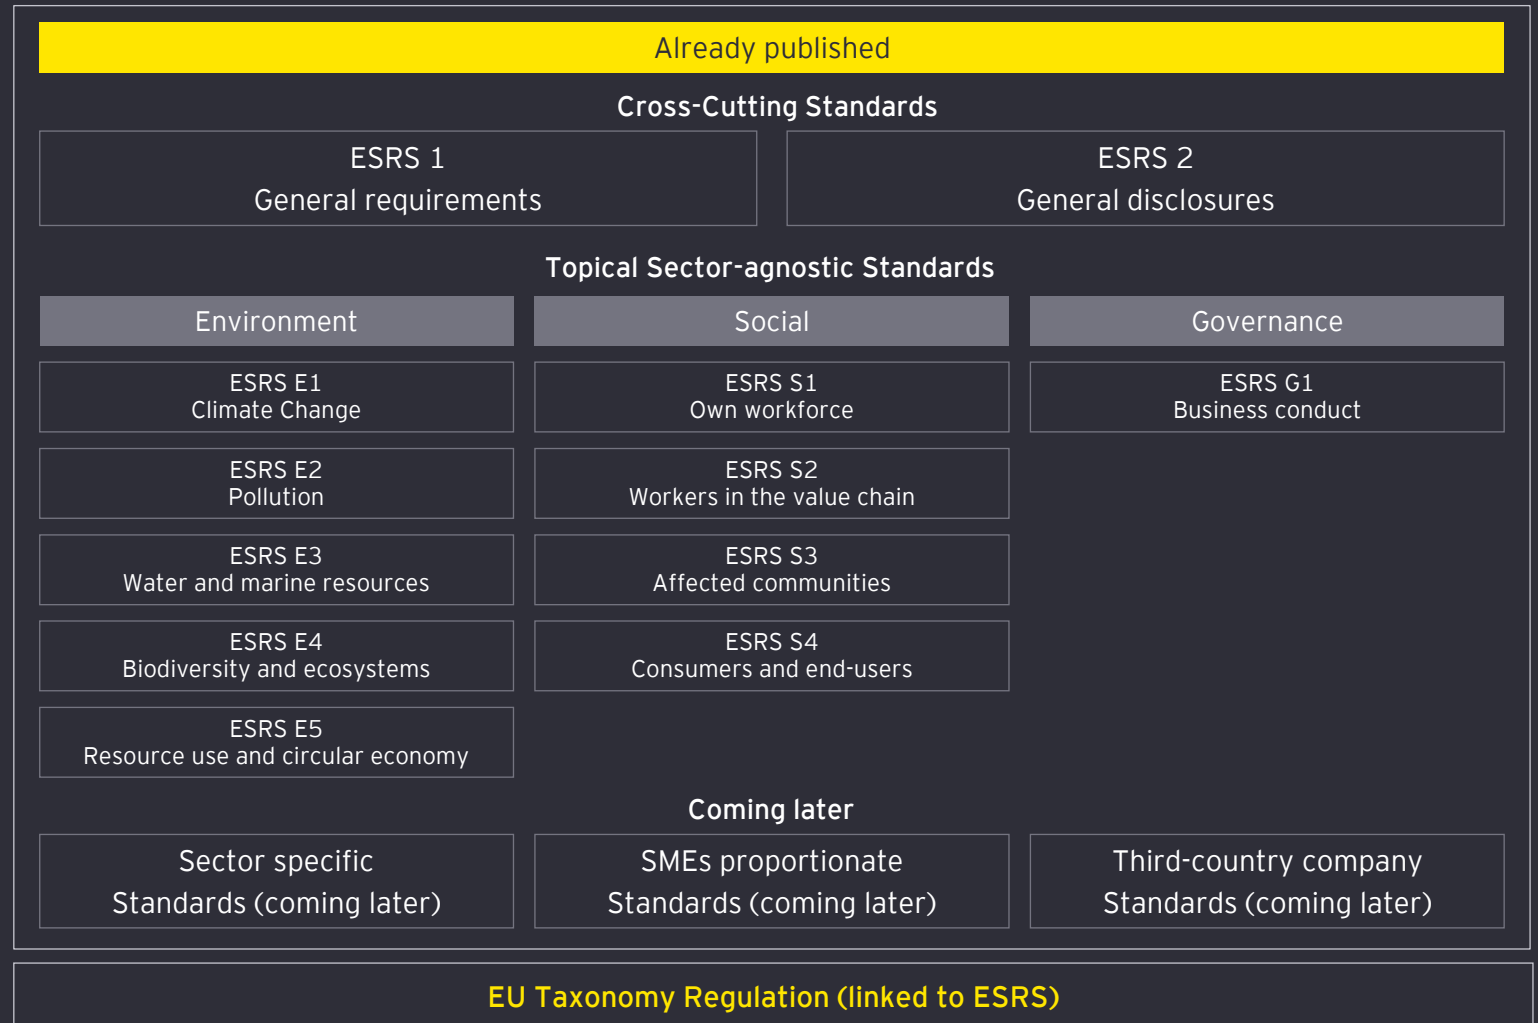 Already published
Cross-Cutting Standards
ESRS 1
General requirements
ESRS 2
General disclosures
Topical Sector-agnostic Standards
Environment
Social
Governance
ESRS E1
Climate Change
ESRS S1
Own workforce
ESRS G1
Business conduct
ESRS E2
Pollution
ESRS S2
Workers in the value chain
ESRS E3
Water and marine resources
ESRS S3
Affected communities
ESRS E4
Biodiversity and ecosystems
ESRS S4
Consumers and end-users
ESRS E5
Resource use and circular economy
Coming later
Sector specific
Standards (coming later)
SMEs proportionate
Standards (coming later)
Third-country company
Standards (coming later)
EU Taxonomy Regulation (linked to ESRS)